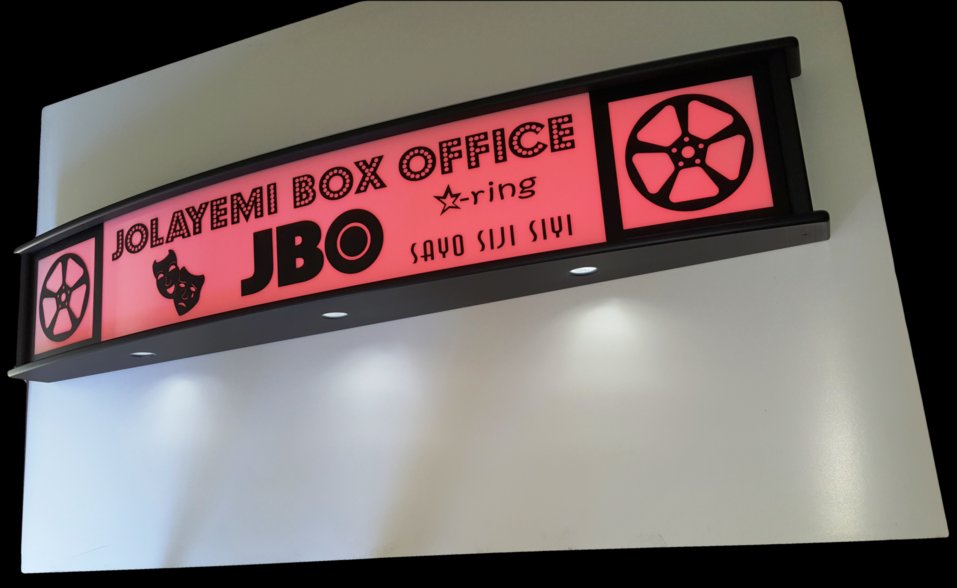 JOLAYEMI BOX OFFICE
JBO
☆-ring
SAYO SIJI SIYI